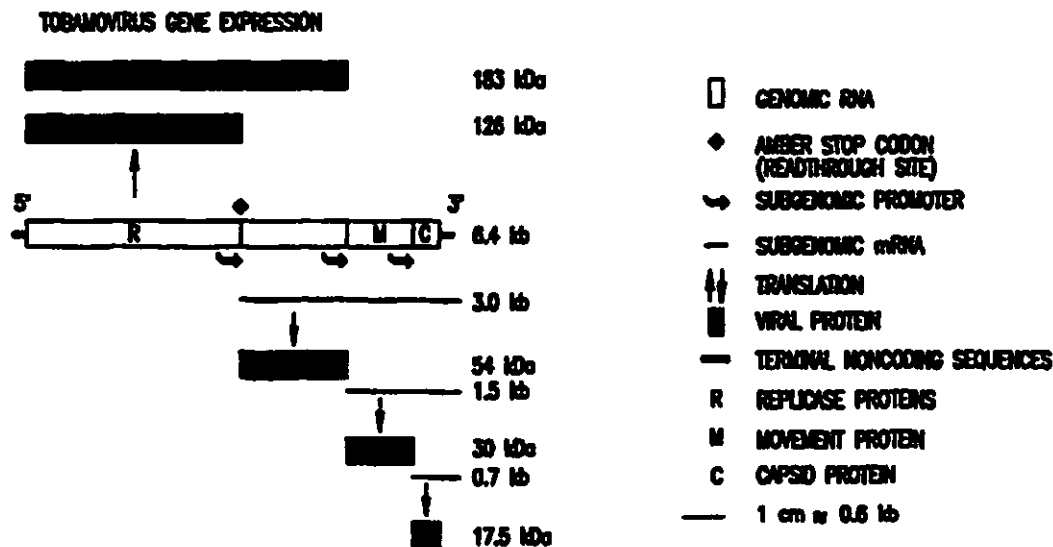 TOBAMOVIRUS GENE EXPRESSION
183 kDa
126 kDa
5' 3'
R M C 6.4 kb
3.0 kb
54 kDa
1.5 kb
30 kDa
0.7 kb
17.5 kDa
GENOMIC RNA
AMBER STOP CODON
(READTHROUGH SITE)
SUBGENOMIC PROMOTER
SUBGENOMIC mRNA
TRANSLATION
VIRAL PROTEIN
TERMINAL NONCODING SEQUENCES
R REPLICASE PROTEINS
M MOVEMENT PROTEIN
C CAPSID PROTEIN
1 cm ≈ 0.6 kb